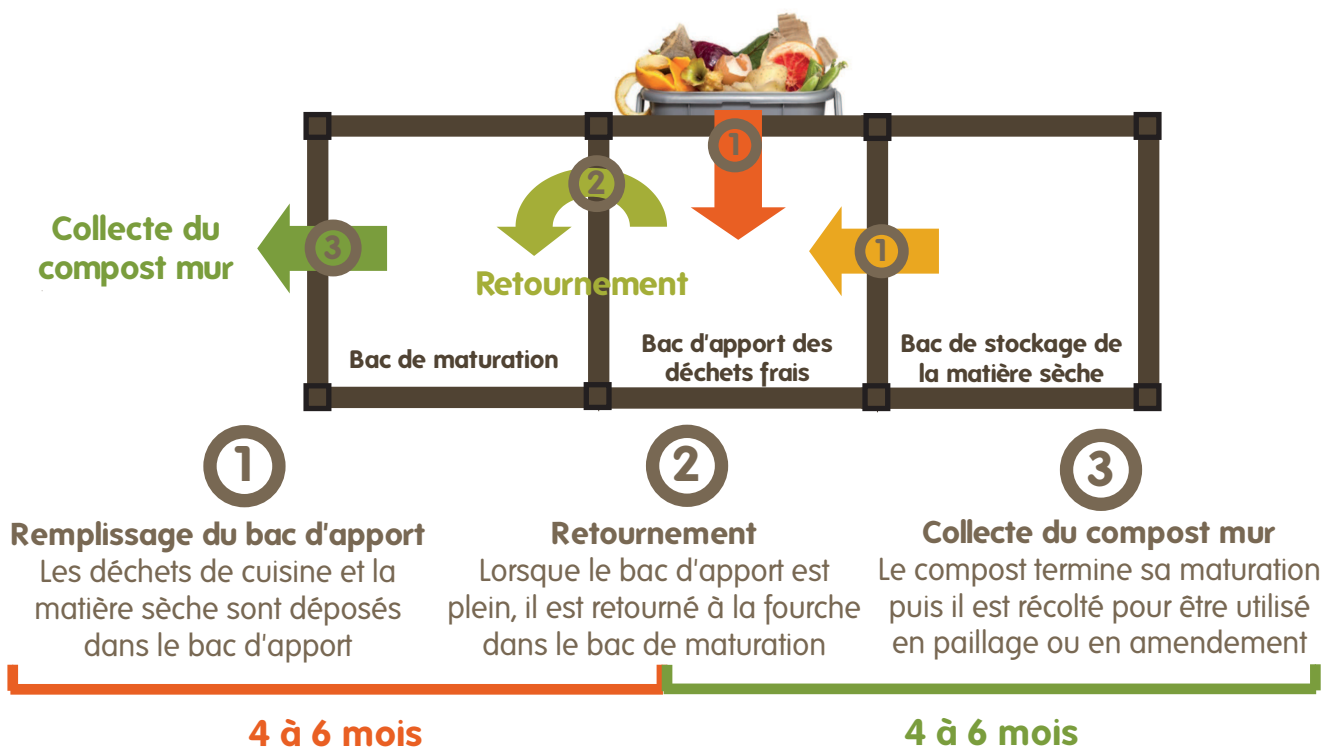 1
2
Collecte du
compost mur
3
1
Retournement
Bac de maturation
Bac d'apport des
déchets frais
Bac de stockage de
la matière sèche
1
Remplissage du bac d'apport
Les déchets de cuisine et la
matière sèche sont déposés
dans le bac d'apport
2
Retournement
Lorsque le bac d'apport est
plein, il est retourné à la fourche
dans le bac de maturation
3
Collecte du compost mur
Le compost termine sa maturation
puis il est récolté pour être utilisé
en paillage ou en amendement
4 à 6 mois
4 à 6 mois